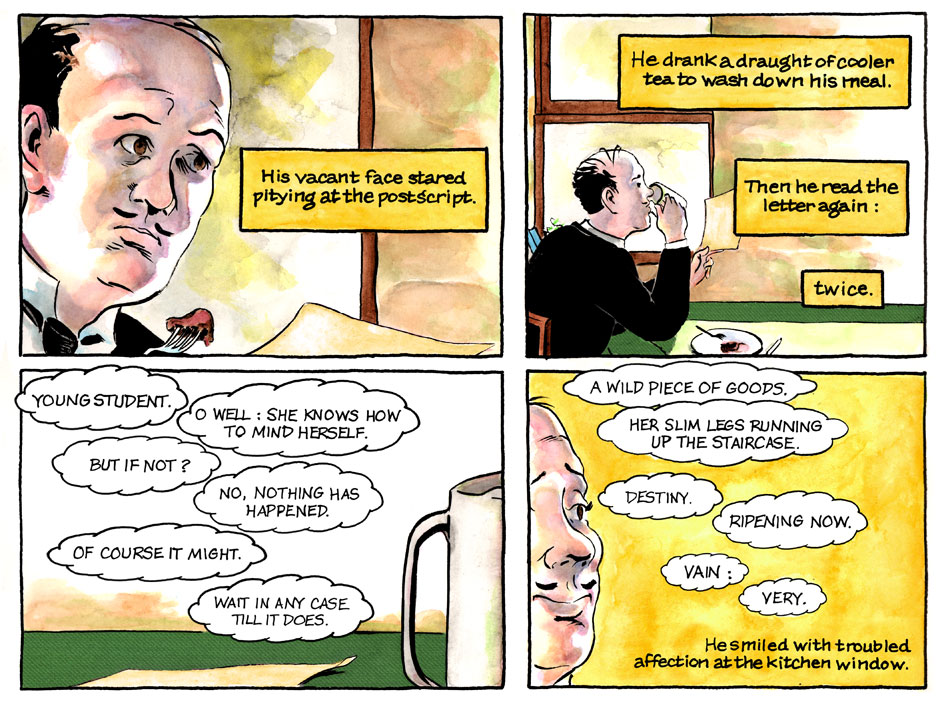 His vacant face stared
pitying at the postscript.
He drank a draught of cooler
tea to wash down his meal.
Then he read the
letter again :
twice.
YOUNG STUDENT.
O WELL : SHE KNOWS HOW
TO MIND HERSELF.
BUT IF NOT ?
NO, NOTHING HAS
HAPPENED.
OF COURSE IT MIGHT.
WAIT IN ANY CASE
TILL IT DOES.
A WILD PIECE OF GOODS.
HER SLIM LEGS RUNNING
UP THE STAIRCASE.
DESTINY.
RIPENING NOW.
VAIN :
VERY.
He smiled with troubled
affection at the kitchen window.